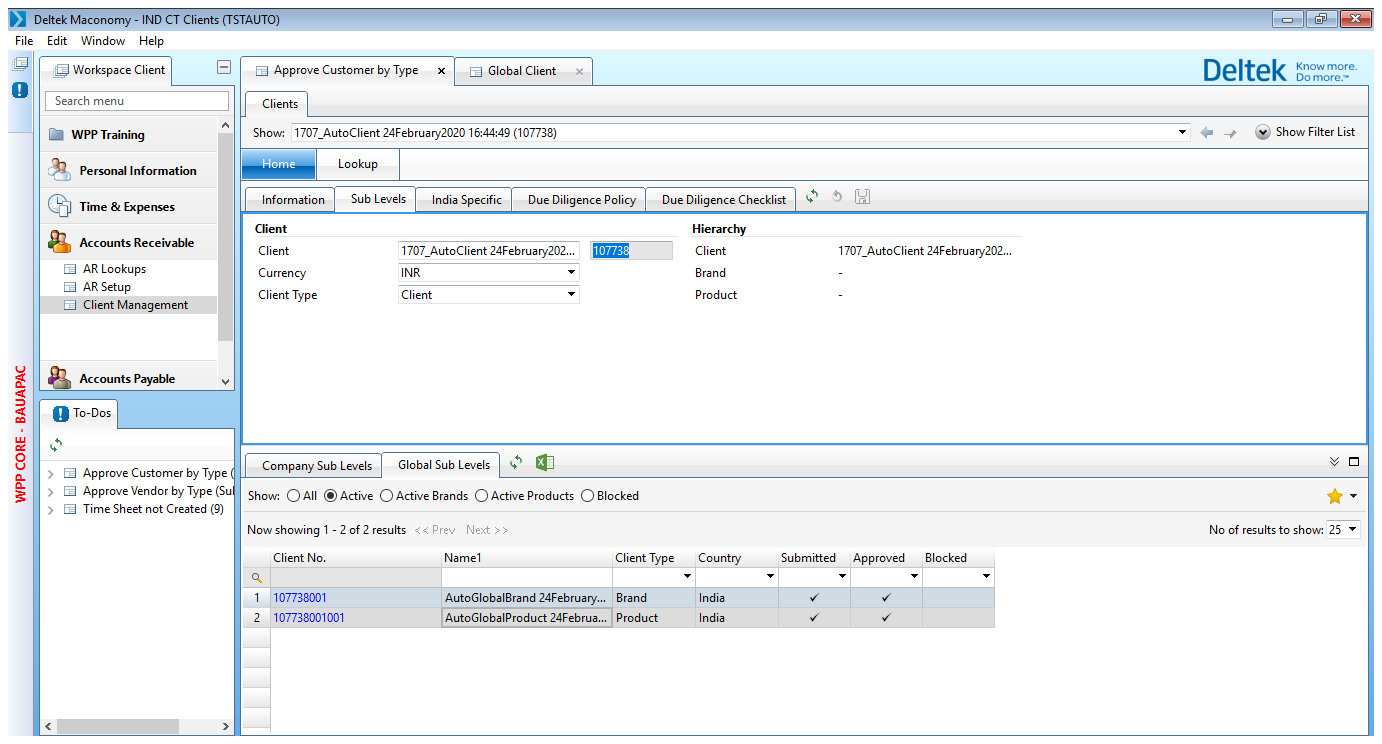 Deltek Maconomy - IND CT Clients (TSTAUTO)
File Edit Window Help
Workspace Client
Search menu
WPP Training
Personal Information
Time & Expenses
Accounts Receivable
AR Lookups
AR Setup
Client Management
Accounts Payable
WPP CORE - BAUAPAC
To-Dos
Approve Customer by Type (
Approve Vendor by Type (Sul
Time Sheet not Created (9)
Approve Customer by Type x Global Client x
Deltek Know more. Do more.™
Clients
Show: 1707_AutoClient 24February2020 16:44:49 (107738) Show Filter List
Home Lookup
Information Sub Levels India Specific Due Diligence Policy Due Diligence Checklist
Client Hierarchy
Client 1707_AutoClient 24February202... 107738 Client 1707_AutoClient 24February202...
Currency INR Brand -
Client Type Client Product -
Company Sub Levels Global Sub Levels
Show: All Active Active Brands Active Products Blocked
Now showing 1 - 2 of 2 results << Prev Next >> No of results to show: 25
Client No. Name1 Client Type Country Submitted Approved Blocked
1 107738001 AutoGlobalBrand 24February... Brand India ✓ ✓
2 107738001001 AutoGlobalProduct 24Februa... Product India ✓ ✓